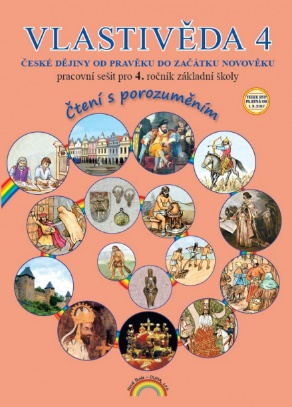 VLASTIVĚDA 4
ČESKÉ DĚJINY OD PRAVĚKU DO ZAČÁTKU NOVOVĚKU
pracovní sešit pro 4. ročník základní školy
Čtení s porozuměním